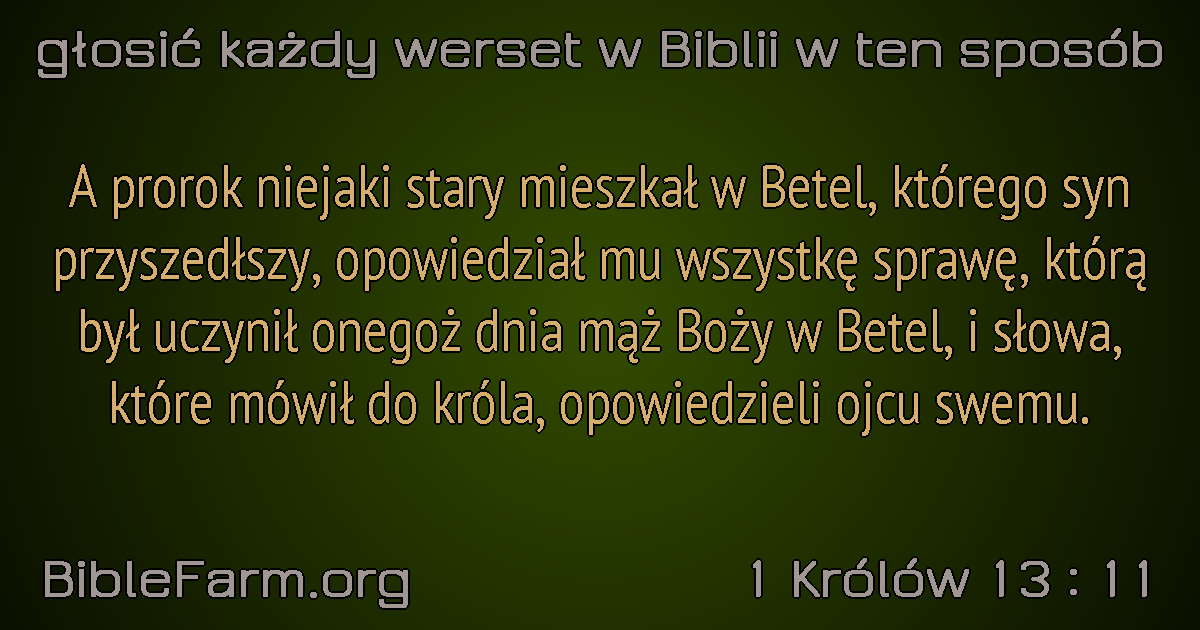 głosić każdy werset w Biblii w ten sposób
A prorok niejaki stary mieszkał w Betel, którego syn
przyszedłszy, opowiedział mu wszystkę sprawę, którą
był uczynił onegoż dnia mąż Boży w Betel, i słowa,
które mówił do króla, opowiedzieli ojcu swemu.
BibleFarm.org
1 Królów 13 : 11